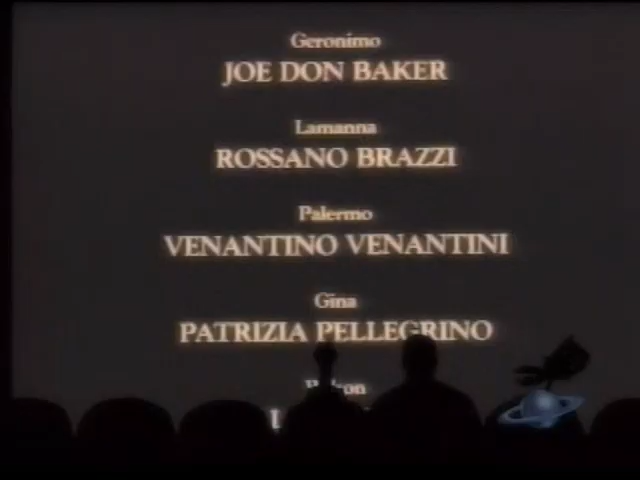 Geronimo
JOE DON BAKER
Lamanna
ROSSANO BRAZZI
Palermo
VENANTINO VENANTINI
Gina
PATRIZIA PELLEGRINO